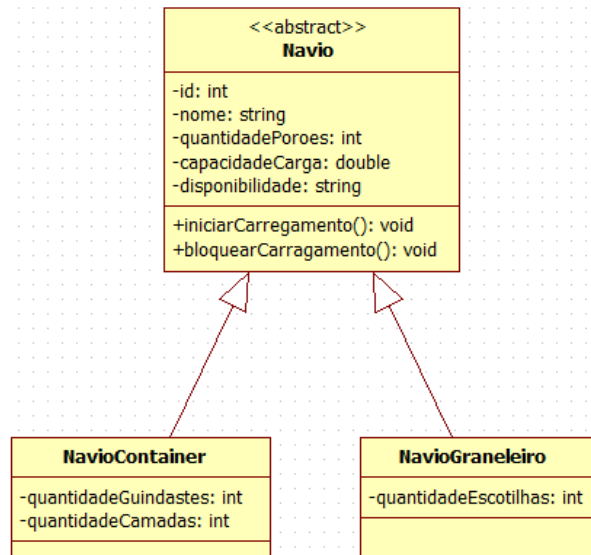 <<abstract>>
Navio
-id: int
-nome: string
-quantidadePoroes: int
-capacidadeCarga: double
-disponibilidade: string
+iniciarCarregamento(): void
+bloquearCarragamento(): void
NavioContainer
-quantidadeGuindastes: int
-quantidadeCamadas: int
NavioGraneleiro
-quantidadeEscotilhas: int